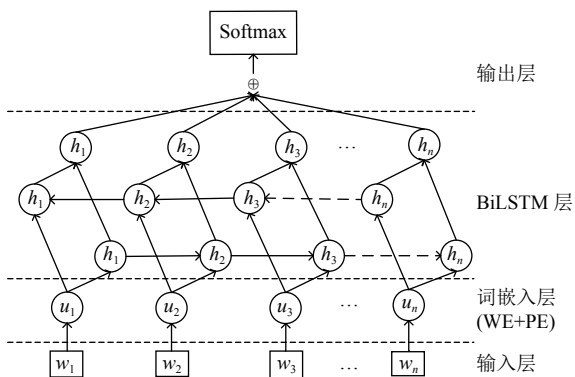 Softmax
⊕
输出层
h₁ h₂ h₃ … hₙ
h₁ h₂ h₃ hₙ
BiLSTM 层
h₁ h₂ h₃ hₙ
u₁ u₂ u₃ … uₙ
词嵌入层
(WE+PE)
w₁ w₂ w₃ … wₙ
输入层